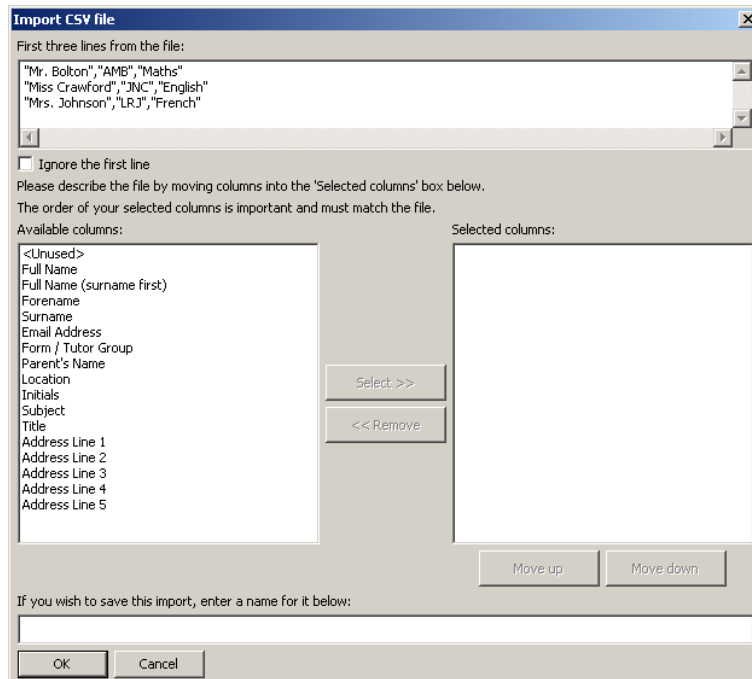 Import CSV file
First three lines from the file:
"Mr. Bolton","AMB","Maths"
"Miss Crawford","JNC","English"
"Mrs. Johnson","LRJ","French"
Ignore the first line
Please describe the file by moving columns into the 'Selected columns' box below.
The order of your selected columns is important and must match the file.
Available columns:
Selected columns:
<Unused>
Full Name
Full Name (surname first)
Forename
Surname
Email Address
Form / Tutor Group
Parent's Name
Location
Initials
Subject
Title
Address Line 1
Address Line 2
Address Line 3
Address Line 4
Address Line 5
Select >>
<< Remove
Move up
Move down
If you wish to save this import, enter a name for it below:
OK
Cancel